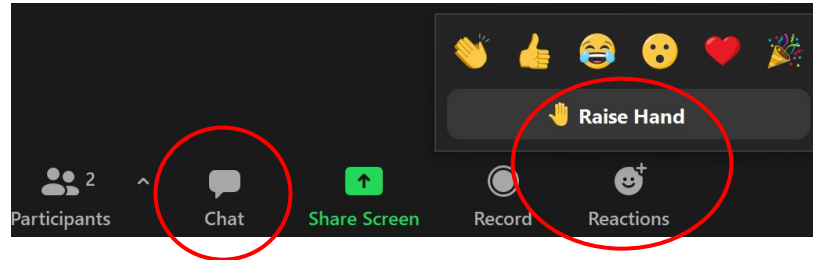 Raise Hand
2
Participants
Chat
Share Screen
Record
Reactions